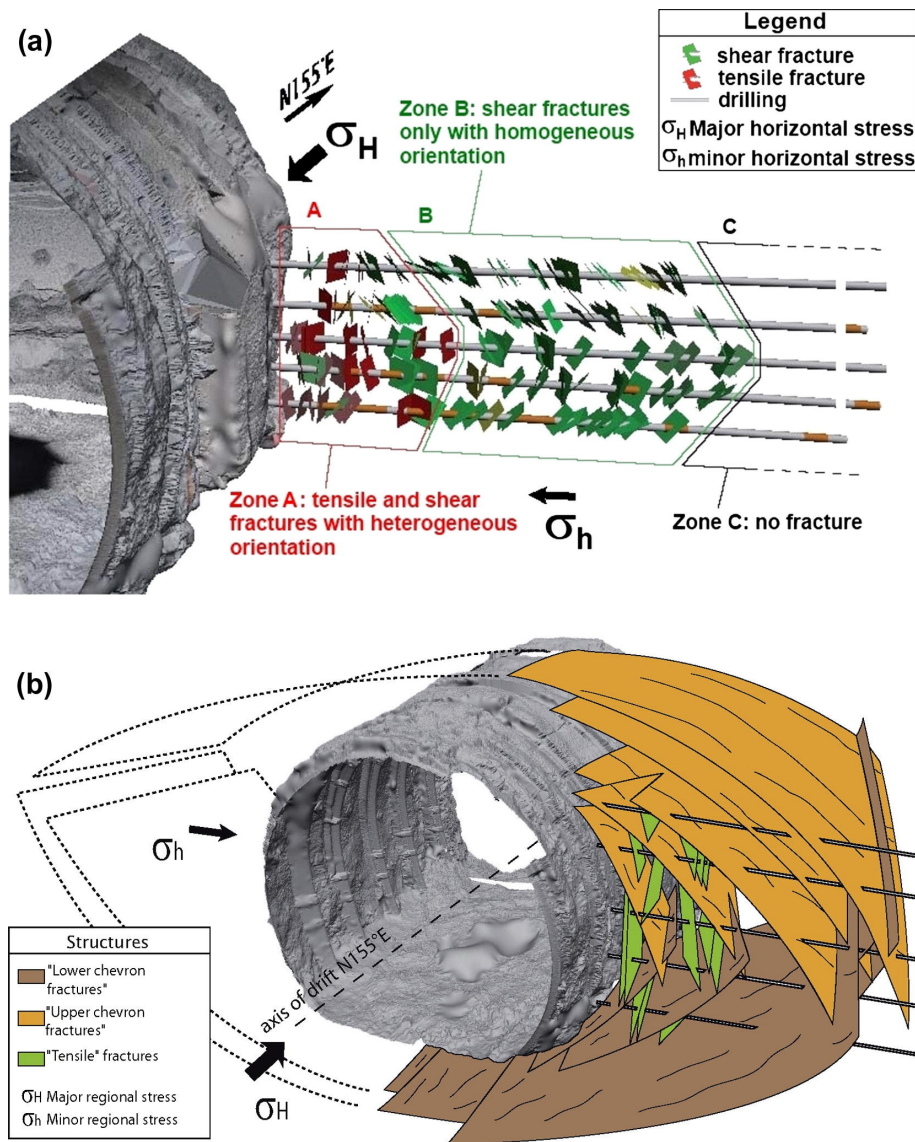 (a)
N155°E
σH
Legend
shear fracture
tensile fracture
drilling
σH Major horizontal stress
σh minor horizontal stress
Zone B: shear fractures
only with homogeneous
orientation
A
B
C
Zone A: tensile and shear
fractures with heterogeneous
orientation
σh
Zone C: no fracture
(b)
σh
axis of drift N155°E
σH
Structures
"Lower chevron
fractures"
"Upper chevron
fractures"
"Tensile" fractures
σH Major regional stress
σh Minor regional stress